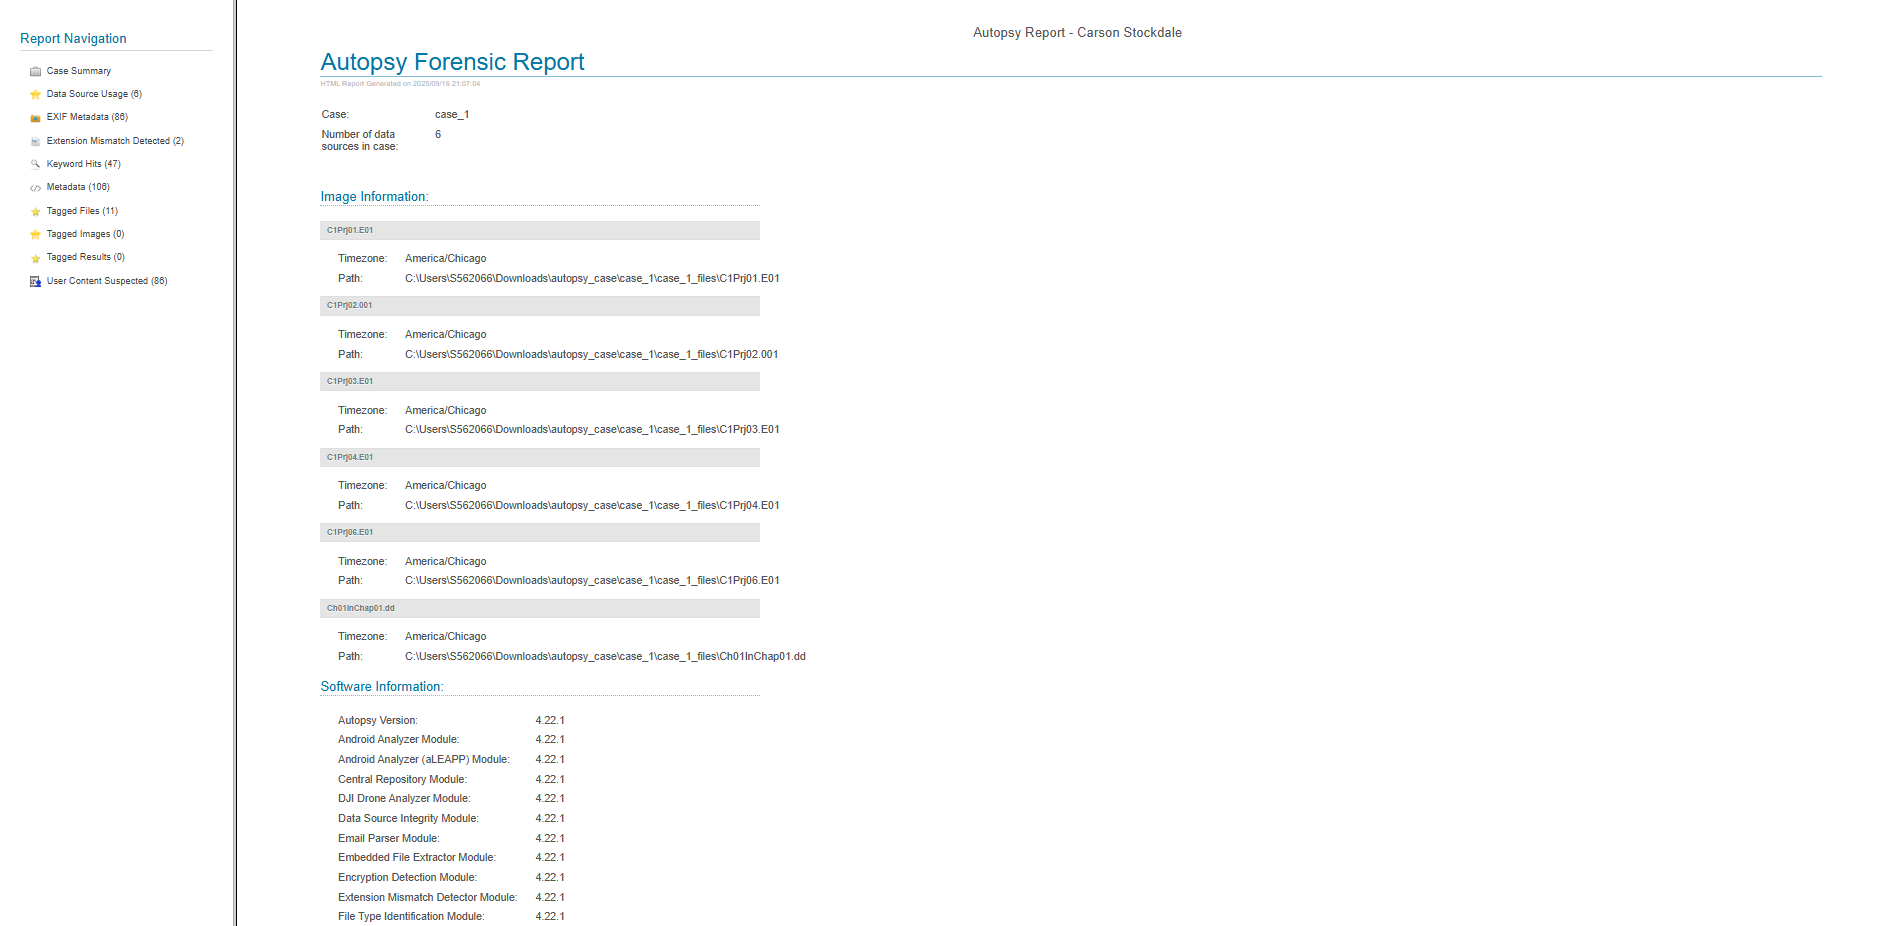 Report Navigation
Case Summary
Data Source Usage (6)
EXIF Metadata (86)
Extension Mismatch Detected (2)
Keyword Hits (47)
Metadata (106)
Tagged Files (11)
Tagged Images (0)
Tagged Results (0)
User Content Suspected (86)
Autopsy Report - Carson Stockdale
Autopsy Forensic Report
HTML Report Generated on 2025/09/16 21:07:04
Case: case_1
Number of data sources in case: 6
Image Information:
C1Prj01.E01
Timezone: America/Chicago
Path: C:\Users\S562066\Downloads\autopsy_case\case_1\case_1_files\C1Prj01.E01
C1Prj02.001
Timezone: America/Chicago
Path: C:\Users\S562066\Downloads\autopsy_case\case_1\case_1_files\C1Prj02.001
C1Prj03.E01
Timezone: America/Chicago
Path: C:\Users\S562066\Downloads\autopsy_case\case_1\case_1_files\C1Prj03.E01
C1Prj04.E01
Timezone: America/Chicago
Path: C:\Users\S562066\Downloads\autopsy_case\case_1\case_1_files\C1Prj04.E01
C1Prj06.E01
Timezone: America/Chicago
Path: C:\Users\S562066\Downloads\autopsy_case\case_1\case_1_files\C1Prj06.E01
Ch01InChap01.dd
Timezone: America/Chicago
Path: C:\Users\S562066\Downloads\autopsy_case\case_1\case_1_files\Ch01InChap01.dd
Software Information:
Autopsy Version: 4.22.1
Android Analyzer Module: 4.22.1
Android Analyzer (aLEAPP) Module: 4.22.1
Central Repository Module: 4.22.1
DJI Drone Analyzer Module: 4.22.1
Data Source Integrity Module: 4.22.1
Email Parser Module: 4.22.1
Embedded File Extractor Module: 4.22.1
Encryption Detection Module: 4.22.1
Extension Mismatch Detector Module: 4.22.1
File Type Identification Module: 4.22.1